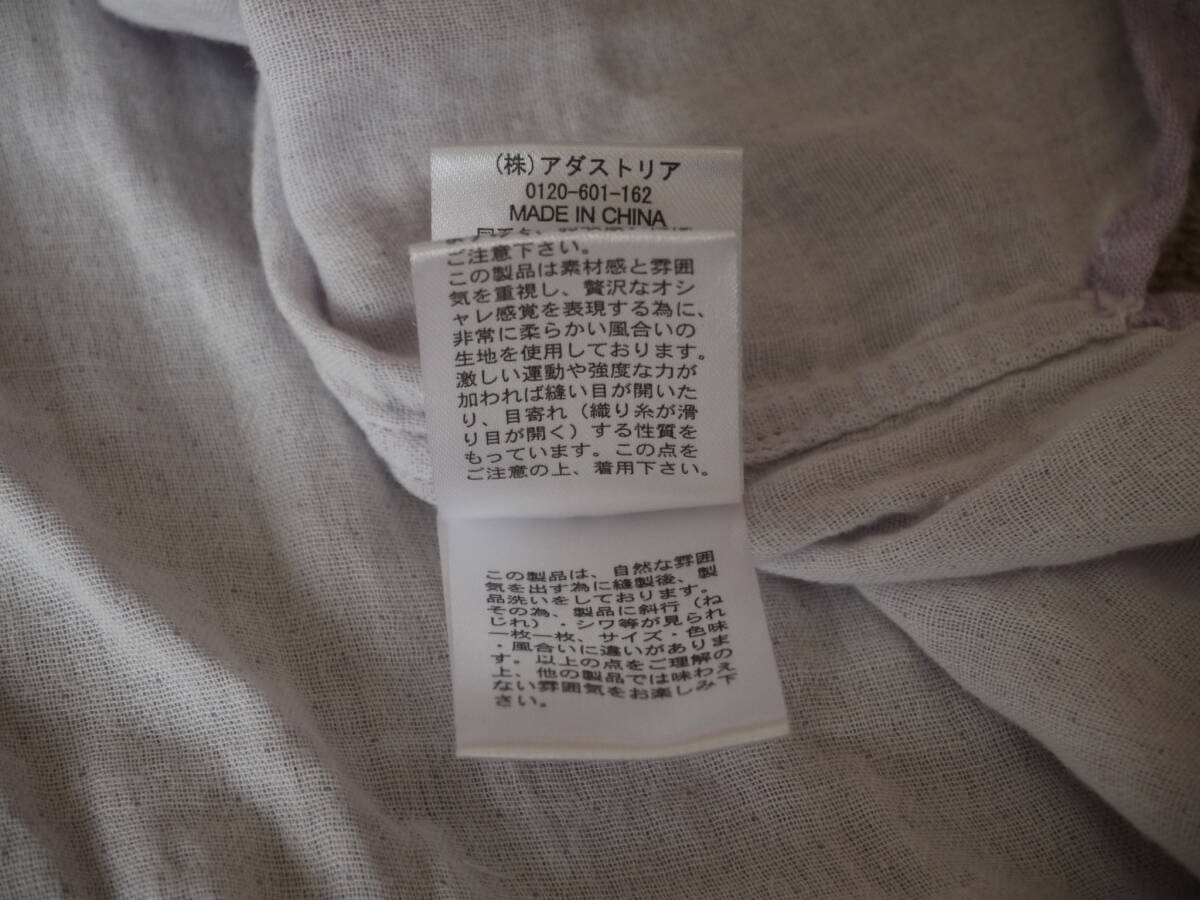 (株)アダストリア
0120-601-162
MADE IN CHINA
ご注意下さい。
この製品は素材感と雰囲
気を重視し、贅沢なオシ
ャレ感覚を表現する為に、
非常に柔らかい風合いの
生地を使用しております。
激しい運動や強度な力が
加われば縫い目が開いた
り、目寄れ（織り糸が滑
り目が開く）する性質を
もっています。この点を
ご注意の上、着用下さい。
この製品は、自然な雰囲
気を出す為に縫製後、製
品洗いをしております。
その為、製品に斜行（ね
じれ）・シワ等が見られ
一枚一枚、サイズ・色味
・風合いに違いがありま
す。以上の点をご理解の
上、他の製品では味わえ
ない雰囲気をお楽しみ下
さい。